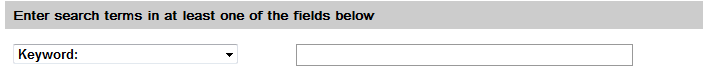 Enter search terms in at least one of the fields below
Keyword: